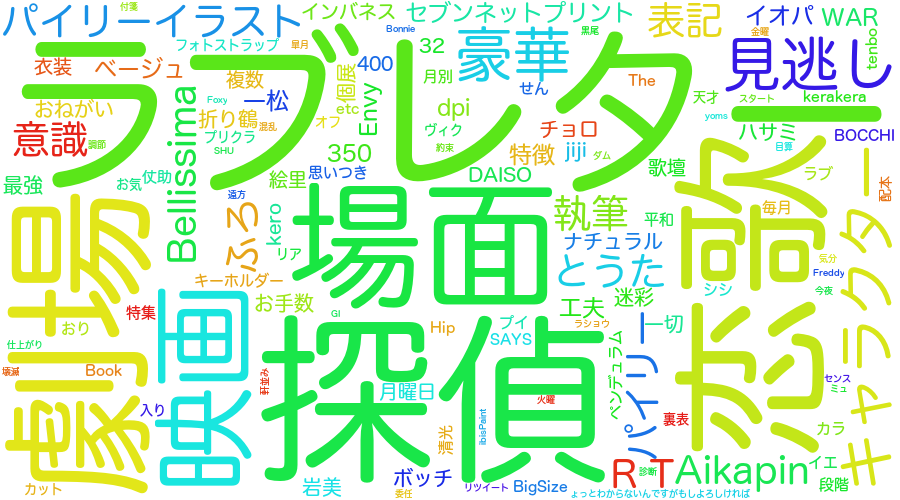 付箋
パイリーイラスト
インバネス
セブンネットプリント
表記
イオパ
WAR
金曜
フォトストラップ
皐月
Bonnie
黒尾
ラブレター
豪華
見逃し
tenbo
衣装
ベージュ
32
400
月別
複数
個展
The
せん
おねがい
一松
Envy
etc
dpi
天才
スタート
kerakera
Foxy
折り鶴
オフ
混乱
ヴィク
チョロ
yoms
意識
プリクラ
約束
ハサミ
BOCCHI
調節
SHU
350
特徴
jiji
ダム
目算
最強
お気
仗助
Bellissima
絵里
思いつき
DAISO
歌壇
ラブ
配本
遠方
ふろ
kero
場面
執筆
平和
恋歌
毎月
キャラクター
劇場
リア
ナチュラル
とうた
気分
Freddy
キーホルダー
シシ
今夜
おり
特集
映画
お手数
工夫
迷彩
GI
Hip
プイ
ラショウ
パイリー
一切
仕上がり
SAYS
ペンデュラム
壊滅
Book
軒並み
探偵
月曜日
センス
ミュ
入り
火曜
裏表
ibisPaint
清光
カラ
カット
岩美
ボッチ
委任
リツイート
BigSize
RT
診断
Aikapin
イエ
段階
ょっとわからないんですがもしよろしければ